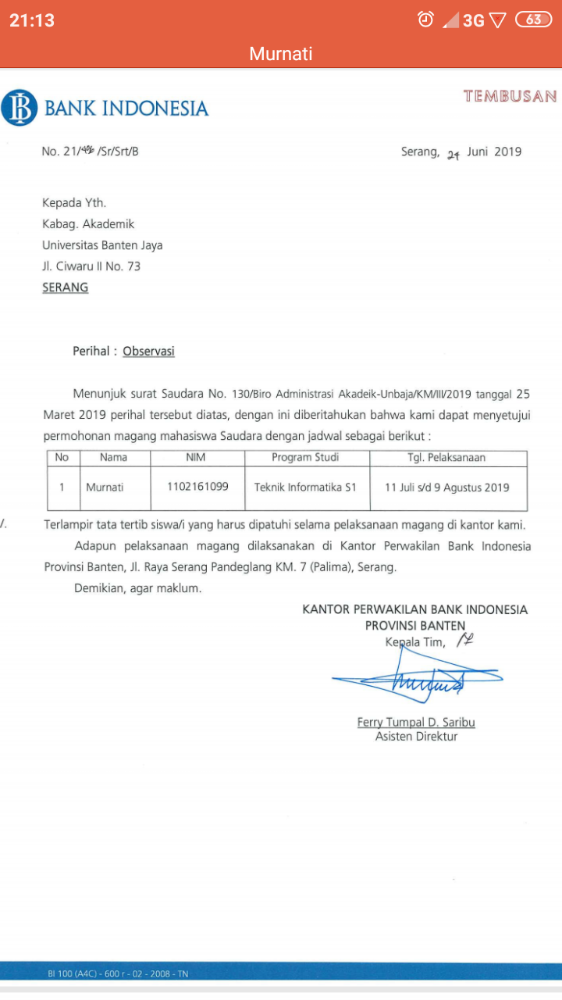 21:13
3G 63
Murnati
BANK INDONESIA
TEMBUSAN
No. 21/ /Sr/Srt/B
Serang, 24 Juni 2019
Kepada Yth.
Kabag. Akademik
Universitas Banten Jaya
Jl. Ciwaru II No. 73
SERANG
Perihal : Observasi
Menunjuk surat Saudara No. 130/Biro Administrasi Akadeik-Unbaja/KM/III/2019 tanggal 25
Maret 2019 perihal tersebut diatas, dengan ini diberitahukan bahwa kami dapat menyetujui
permohonan magang mahasiswa Saudara dengan jadwal sebagai berikut :
No Nama NIM Program Studi Tgl. Pelaksanaan
1 Murnati 1102161099 Teknik Informatika S1 11 Juli s/d 9 Agustus 2019
/. Terlampir tata tertib siswa/i yang harus dipatuhi selama pelaksanaan magang di kantor kami.
Adapun pelaksanaan magang dilaksanakan di Kantor Perwakilan Bank Indonesia
Provinsi Banten, Jl. Raya Serang Pandeglang KM. 7 (Palima), Serang.
Demikian, agar maklum.
KANTOR PERWAKILAN BANK INDONESIA
PROVINSI BANTEN
Kepala Tim,
Ferry Tumpal D. Saribu
Asisten Direktur
BI 100 (A4C) - 600 r - 02 - 2008 - TN